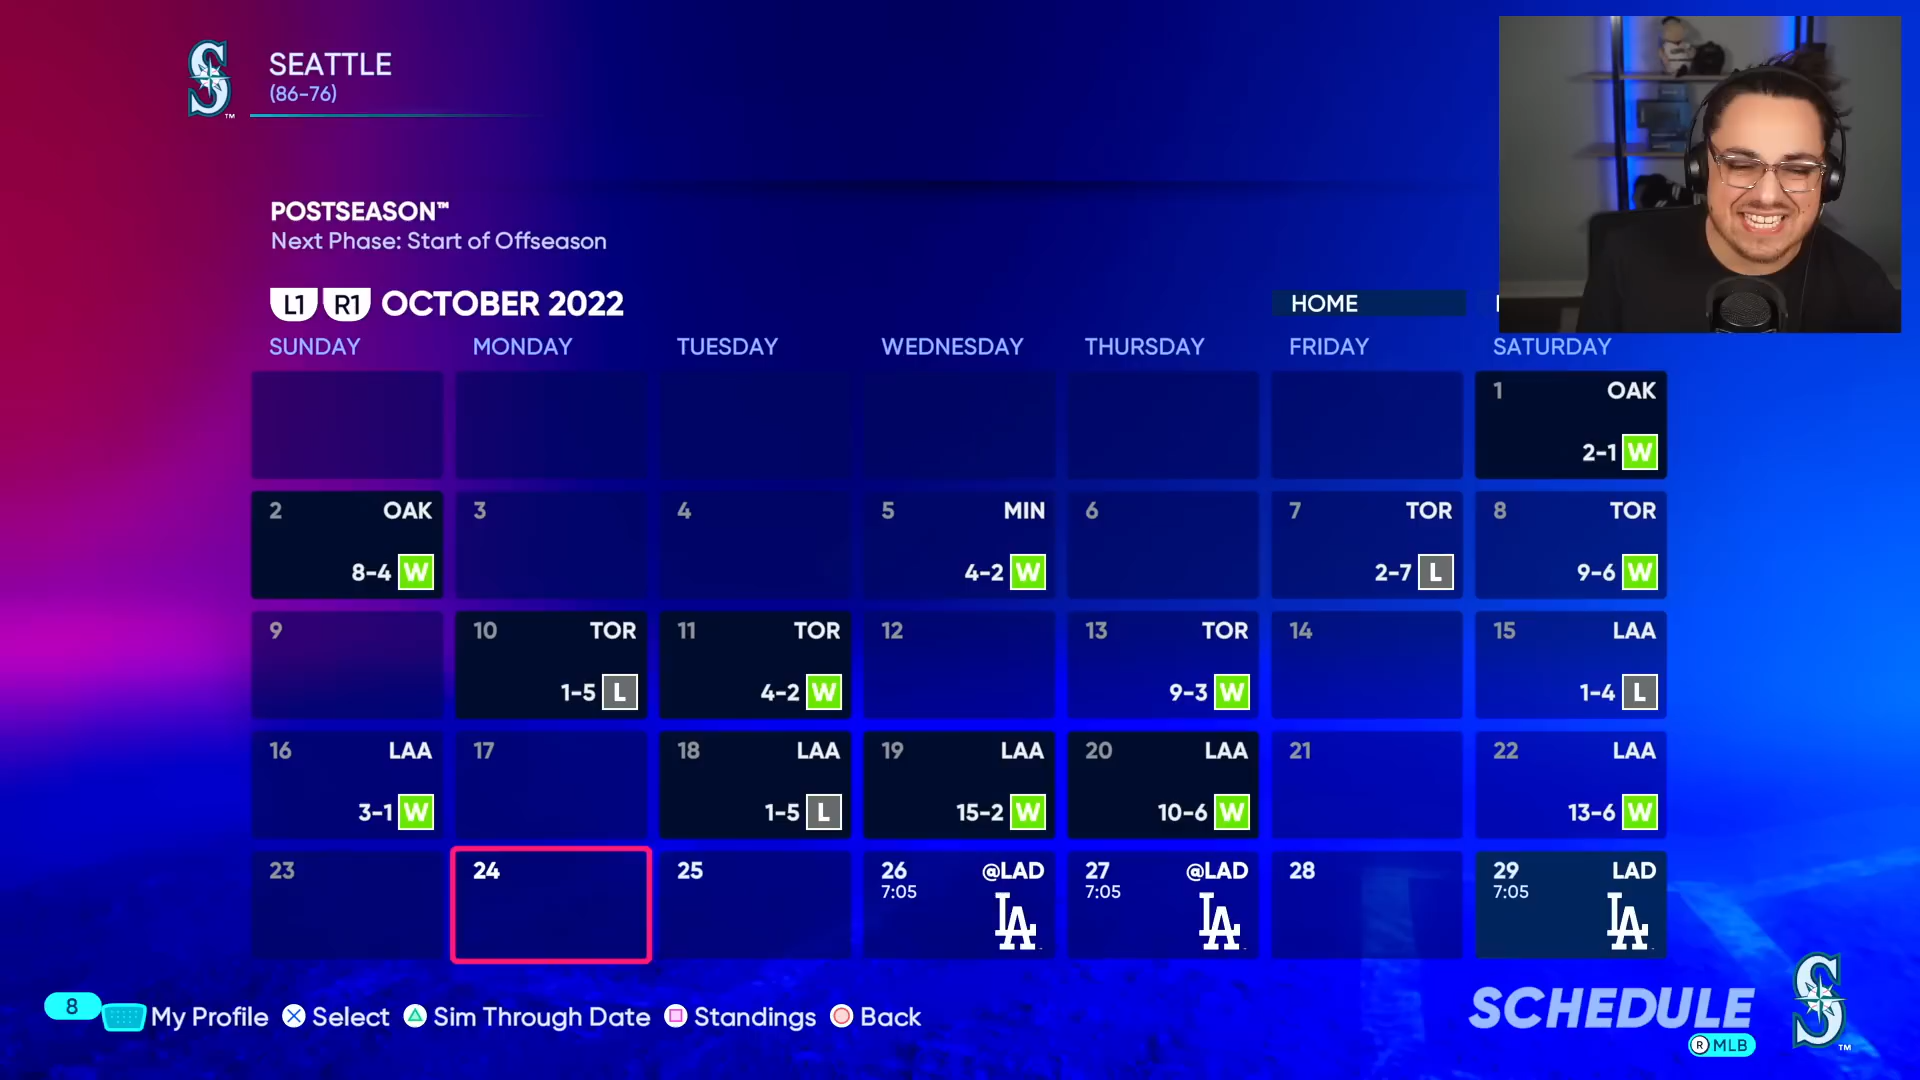 SEATTLE
(86-76)
POSTSEASON™
Next Phase: Start of Offseason
L1 R1 OCTOBER 2022
HOME
SUNDAY MONDAY TUESDAY WEDNESDAY THURSDAY FRIDAY SATURDAY
1 OAK
2-1 W
2 OAK 3 4 5 MIN 6 7 TOR 8 TOR
8-4 W 4-2 W 2-7 L 9-6 W
9 10 TOR 11 TOR 12 13 TOR 14 15 LAA
1-5 L 4-2 W 9-3 W 1-4 L
16 LAA 17 18 LAA 19 LAA 20 LAA 21 22 LAA
3-1 W 1-5 L 15-2 W 10-6 W 13-6 W
23 24 25 26 @LAD 27 @LAD 28 29 LAD
7:05 7:05 7:05
LA LA LA
8 My Profile Select Sim Through Date Standings Back
SCHEDULE
R MLB